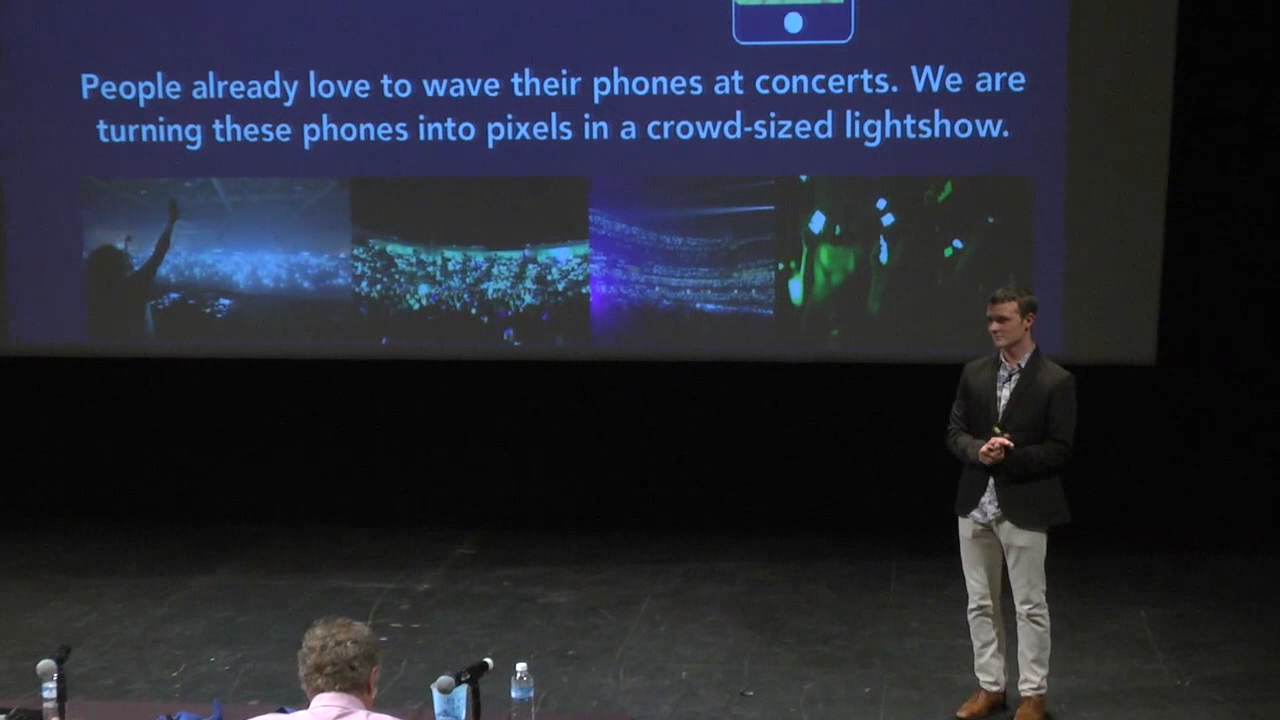 People already love to wave their phones at concerts. We are
turning these phones into pixels in a crowd-sized lightshow.